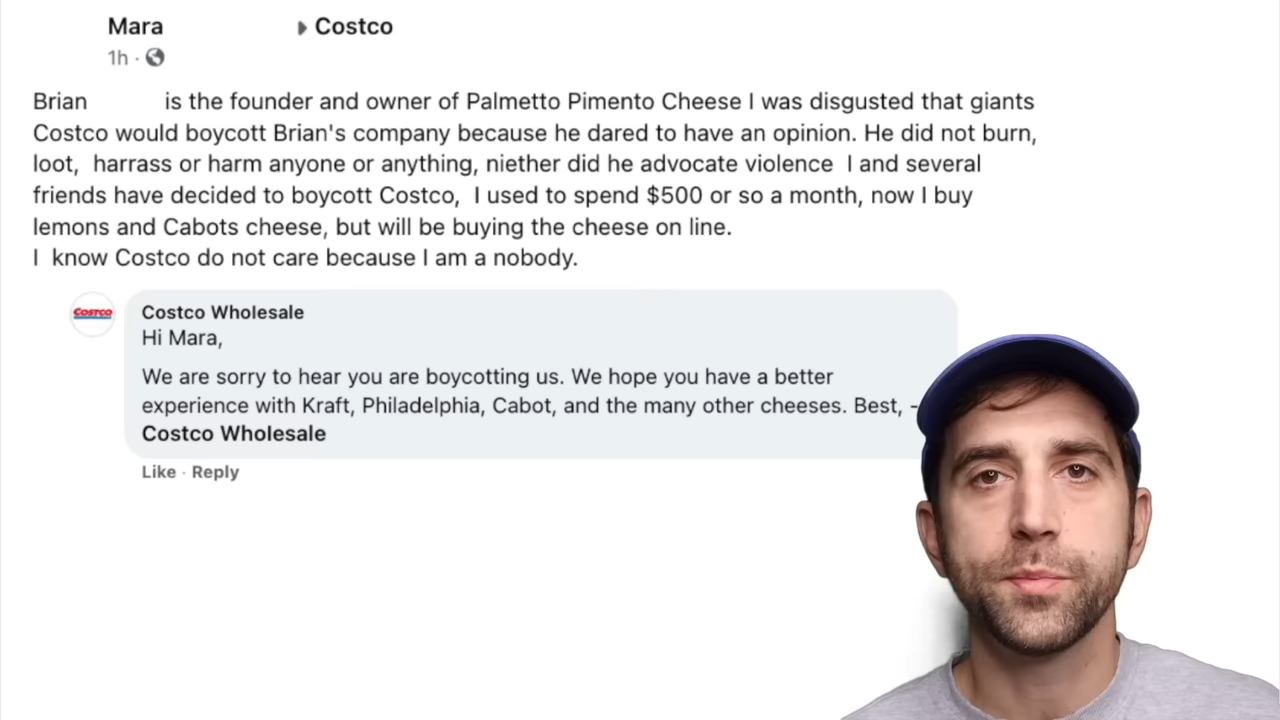 Mara
Costco
1h ·
Brian is the founder and owner of Palmetto Pimento Cheese I was disgusted that giants
Costco would boycott Brian's company because he dared to have an opinion. He did not burn,
loot, harrass or harm anyone or anything, niether did he advocate violence I and several
friends have decided to boycott Costco, I used to spend $500 or so a month, now I buy
lemons and Cabots cheese, but will be buying the cheese on line.
I know Costco do not care because I am a nobody.
COSTCO
Costco Wholesale
Hi Mara,
We are sorry to hear you are boycotting us. We hope you have a better
experience with Kraft, Philadelphia, Cabot, and the many other cheeses. Best, -
Costco Wholesale
Like · Reply